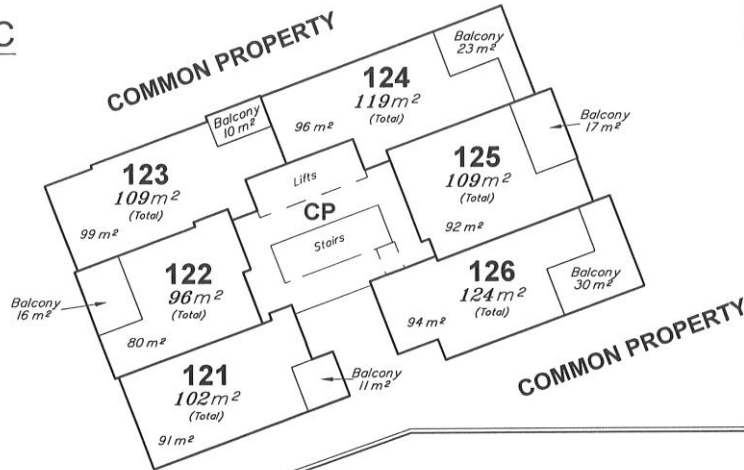 C
COMMON PROPERTY
Balcony
23 m²
124
119m²
(Total)
96 m²
Balcony
10 m²
Balcony
17 m²
123
109m²
(Total)
99 m²
Lifts
125
109m²
(Total)
92 m²
CP
Stairs
122
96m²
(Total)
80 m²
Balcony
16 m²
126
124m²
(Total)
94 m²
Balcony
30 m²
COMMON PROPERTY
121
102m²
(Total)
91 m²
Balcony
11 m²